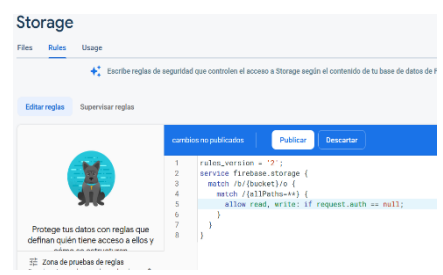 Storage
Files Rules Usage
Escribe reglas de seguridad que controlen el acceso a Storage según el contenido de tu base de datos de
Editar reglas Supervisar reglas
cambios no publicados Publicar Descartar
1 rules_version = '2';
2 service firebase.storage {
3 match /b/{bucket}/o {
4 match /{allPaths=**} {
5 allow read, write: if request.auth == null;
6 }
7 }
8 }
Protege tus datos con reglas que
definan quién tiene acceso a ellos y
cómo se estructuran
Zona de pruebas de reglas